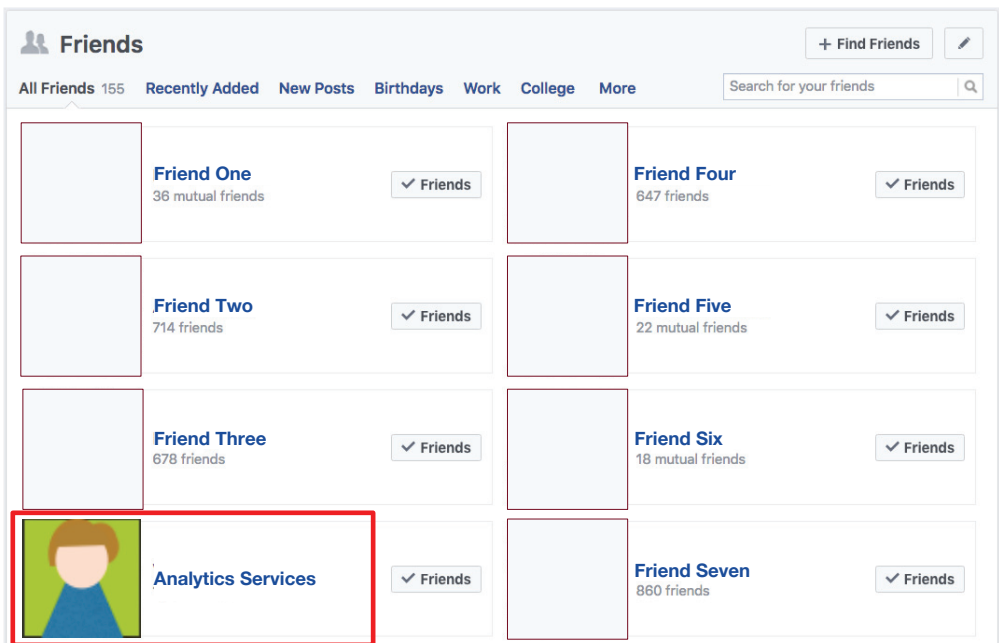 Friends
+ Find Friends
All Friends 155 Recently Added New Posts Birthdays Work College More
Search for your friends
Friend One
36 mutual friends
Friends
Friend Four
647 friends
Friends
Friend Two
714 friends
Friends
Friend Five
22 mutual friends
Friends
Friend Three
678 friends
Friends
Friend Six
18 mutual friends
Friends
Analytics Services
Friends
Friend Seven
860 friends
Friends